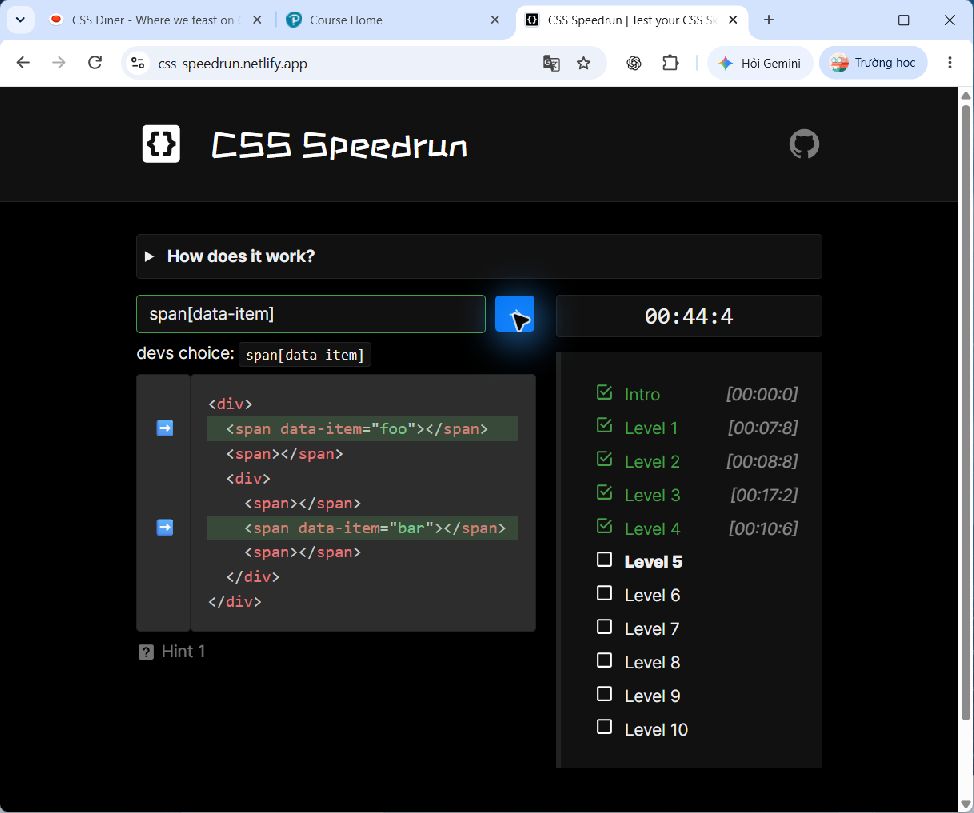 CSS Diner - Where we feast on
Course Home
CSS Speedrun | Test your CSS Sk
css-speedrun.netlify.app
Hỏi Gemini
Trường học
CSS Speedrun
How does it work?
span[data-item]
00:44:4
devs choice: span[data-item]
<div>
<span data-item="foo"></span>
<span></span>
<div>
<span></span>
<span data-item="bar"></span>
<span></span>
</div>
</div>
? Hint 1
Intro [00:00:0]
Level 1 [00:07:8]
Level 2 [00:08:8]
Level 3 [00:17:2]
Level 4 [00:10:6]
Level 5
Level 6
Level 7
Level 8
Level 9
Level 10